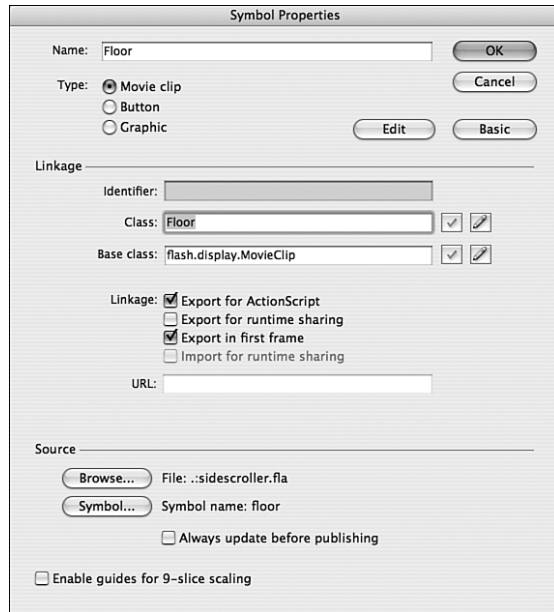 Symbol Properties
Name: Floor OK
Type: Movie clip Cancel
Button
Graphic Edit Basic
Linkage
Identifier:
Class: Floor
Base class: flash.display.MovieClip
Linkage: Export for ActionScript
Export for runtime sharing
Export in first frame
Import for runtime sharing
URL:
Source
Browse... File: .:sidescroller.fla
Symbol... Symbol name: floor
Always update before publishing
Enable guides for 9-slice scaling